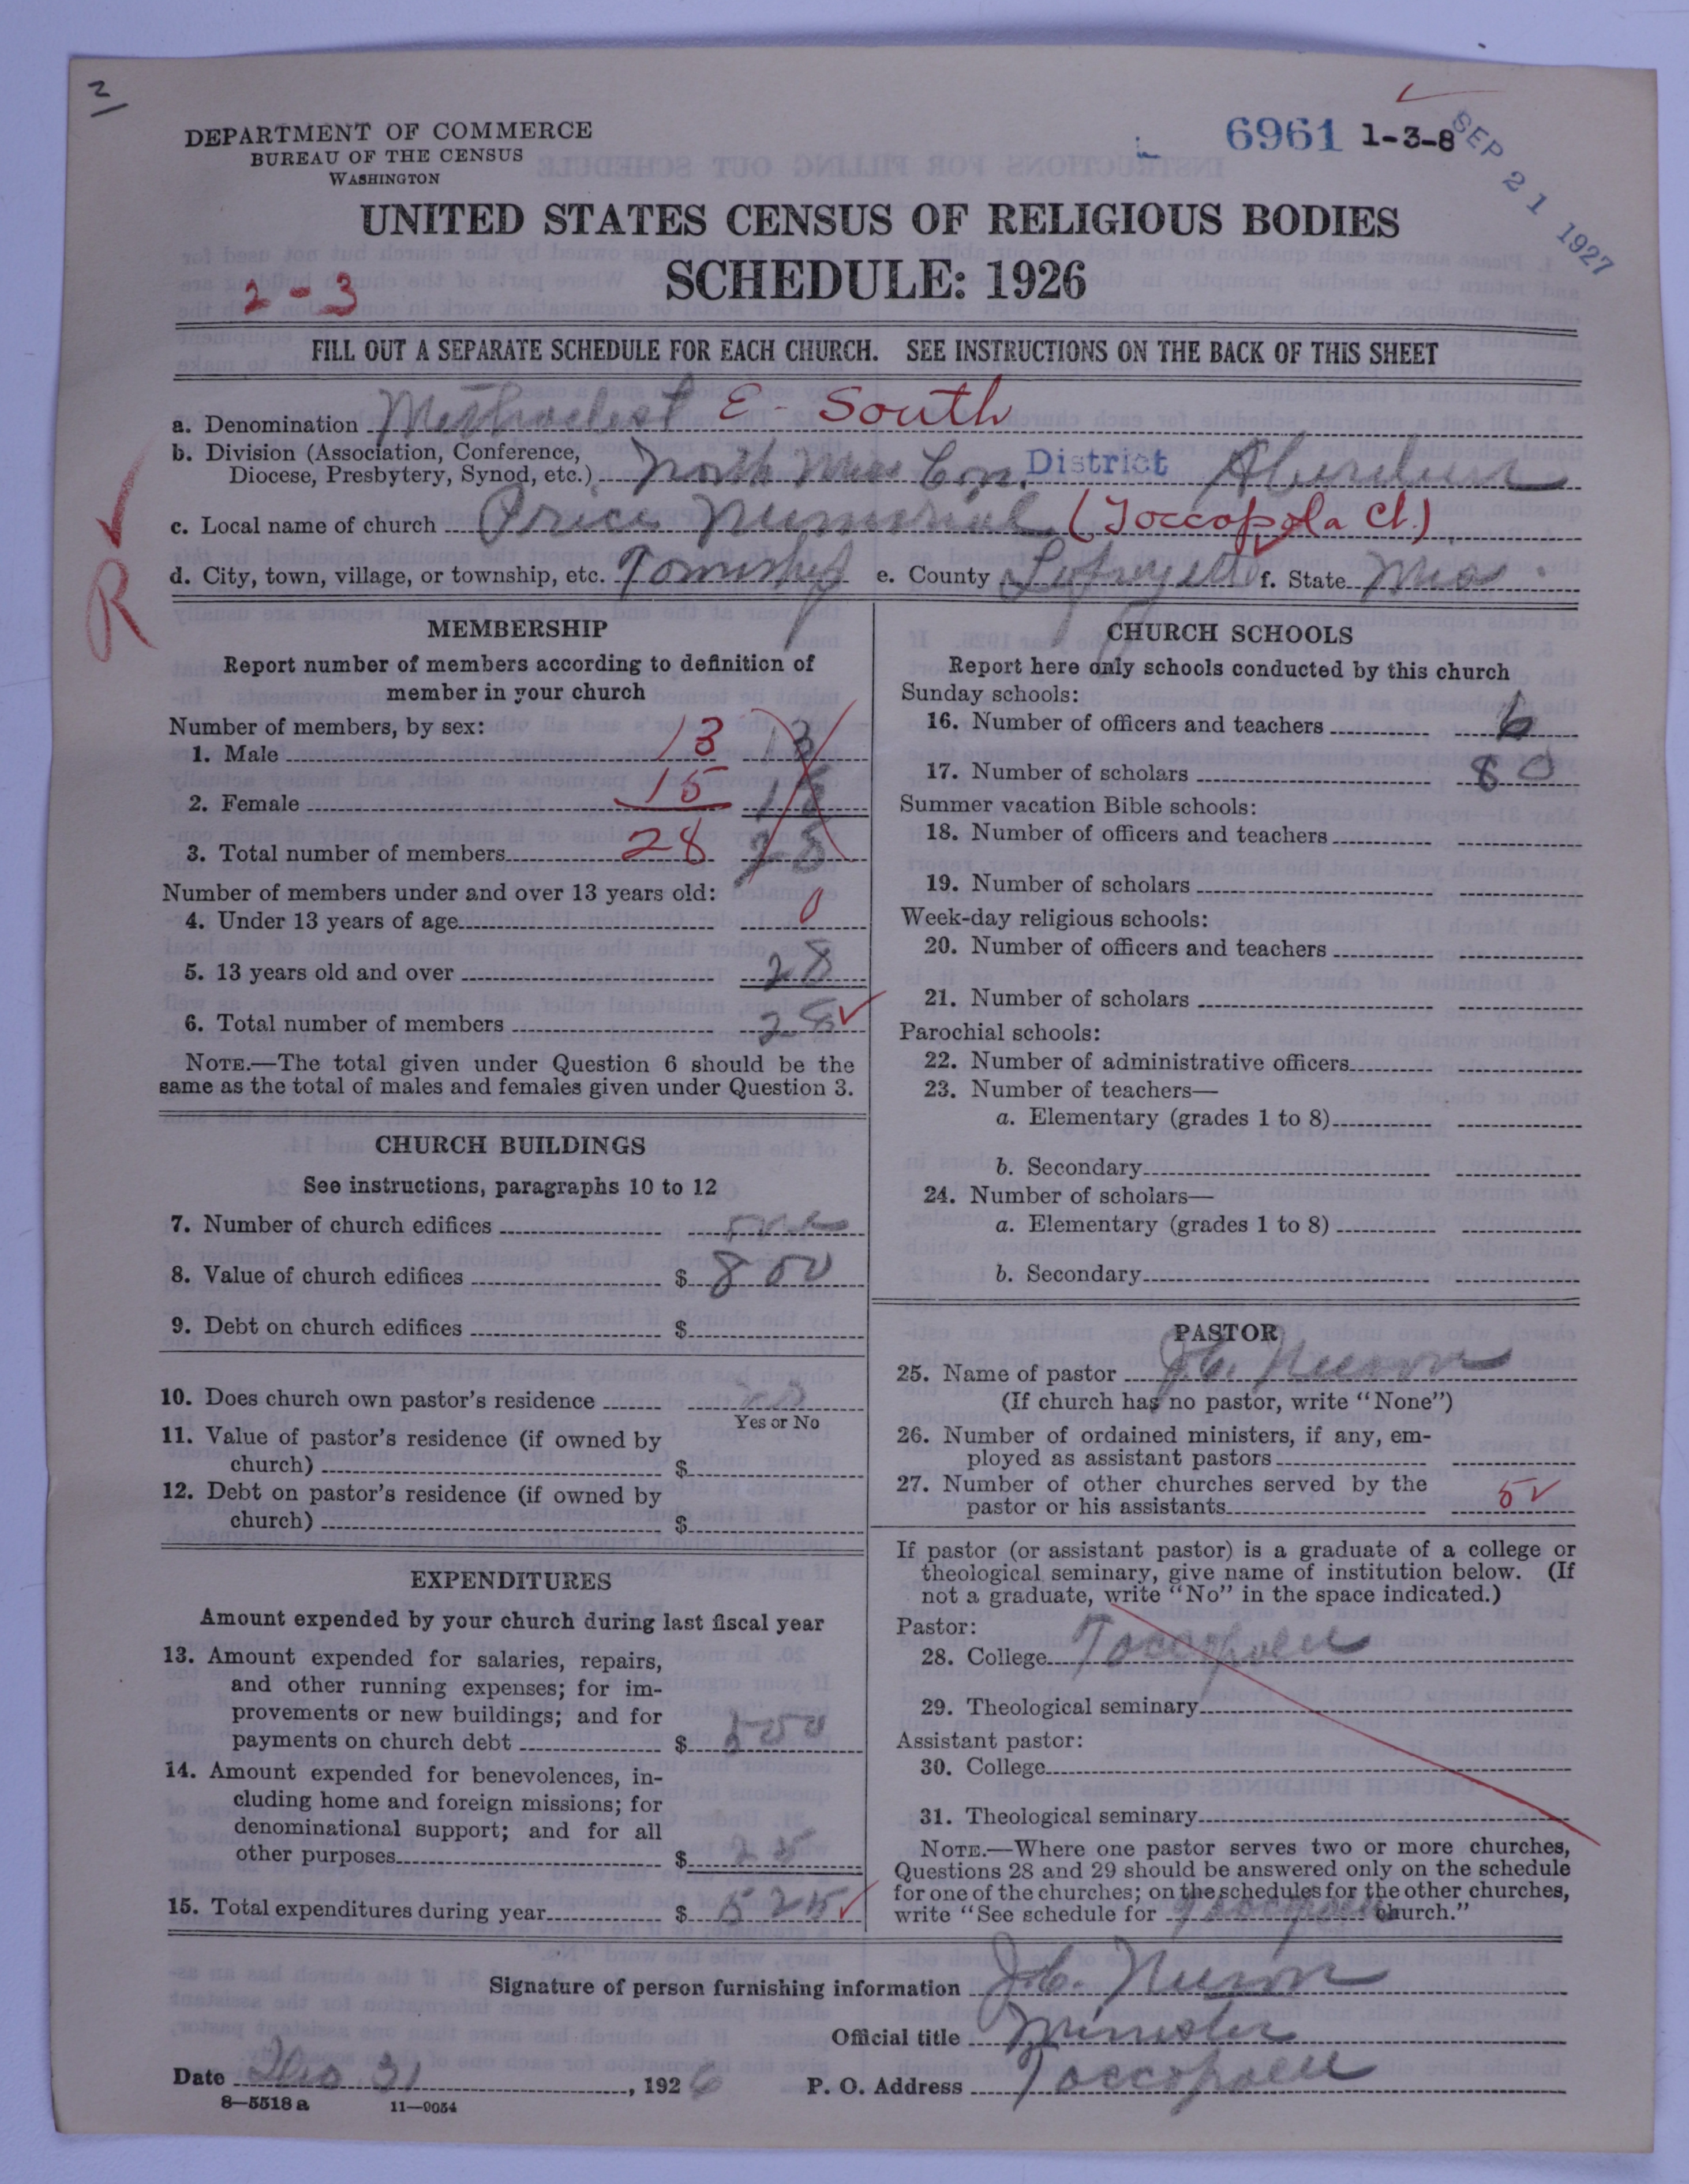 2
DEPARTMENT OF COMMERCE
BUREAU OF THE CENSUS
WASHINGTON
6961 1-3-8
SEP 21 1927
UNITED STATES CENSUS OF RELIGIOUS BODIES
SCHEDULE: 1926
2-3
FILL OUT A SEPARATE SCHEDULE FOR EACH CHURCH. SEE INSTRUCTIONS ON THE BACK OF THIS SHEET
a. Denomination Methodist E. South
b. Division (Association, Conference,
Diocese, Presbytery, Synod, etc.) North Miss Con. District Aberdeen
c. Local name of church Price Memorial (Toccopola Ct.)
R
d. City, town, village, or township, etc. Township e. County Lafayette f. State Miss.
MEMBERSHIP
Report number of members according to definition of
member in your church
Number of members, by sex:
1. Male 13 13
2. Female 15 15
3. Total number of members 28 28
Number of members under and over 13 years old:
4. Under 13 years of age 0
5. 13 years old and over 28
6. Total number of members 28
NOTE.—The total given under Question 6 should be the
same as the total of males and females given under Question 3.
CHURCH BUILDINGS
See instructions, paragraphs 10 to 12
7. Number of church edifices one
8. Value of church edifices $ 800
9. Debt on church edifices $
10. Does church own pastor's residence no
Yes or No
11. Value of pastor's residence (if owned by
church) $
12. Debt on pastor's residence (if owned by
church) $
EXPENDITURES
Amount expended by your church during last fiscal year
13. Amount expended for salaries, repairs,
and other running expenses; for im-
provements or new buildings; and for
payments on church debt $ 500
14. Amount expended for benevolences, in-
cluding home and foreign missions; for
denominational support; and for all
other purposes $ 25
15. Total expenditures during year $ 525
CHURCH SCHOOLS
Report here only schools conducted by this church
Sunday schools:
16. Number of officers and teachers 6
17. Number of scholars 80
Summer vacation Bible schools:
18. Number of officers and teachers
19. Number of scholars
Week-day religious schools:
20. Number of officers and teachers
21. Number of scholars
Parochial schools:
22. Number of administrative officers
23. Number of teachers—
a. Elementary (grades 1 to 8)
b. Secondary
24. Number of scholars—
a. Elementary (grades 1 to 8)
b. Secondary
PASTOR
25. Name of pastor J.C.
(If church has no pastor, write "None")
26. Number of ordained ministers, if any, em-
ployed as assistant pastors
27. Number of other churches served by the
pastor or his assistants 5
If pastor (or assistant pastor) is a graduate of a college or
theological seminary, give name of institution below. (If
not a graduate, write "No" in the space indicated.)
Pastor:
28. College Toccopola
29. Theological seminary
Assistant pastor:
30. College
31. Theological seminary
NOTE.—Where one pastor serves two or more churches,
Questions 28 and 29 should be answered only on the schedule
for one of the churches; on the schedules for the other churches,
write "See schedule for Toccopola church."
Signature of person furnishing information J.C.
Official title Minister
Date 31, 1926 P. O. Address Toccopola
8—5518 a 11—9054